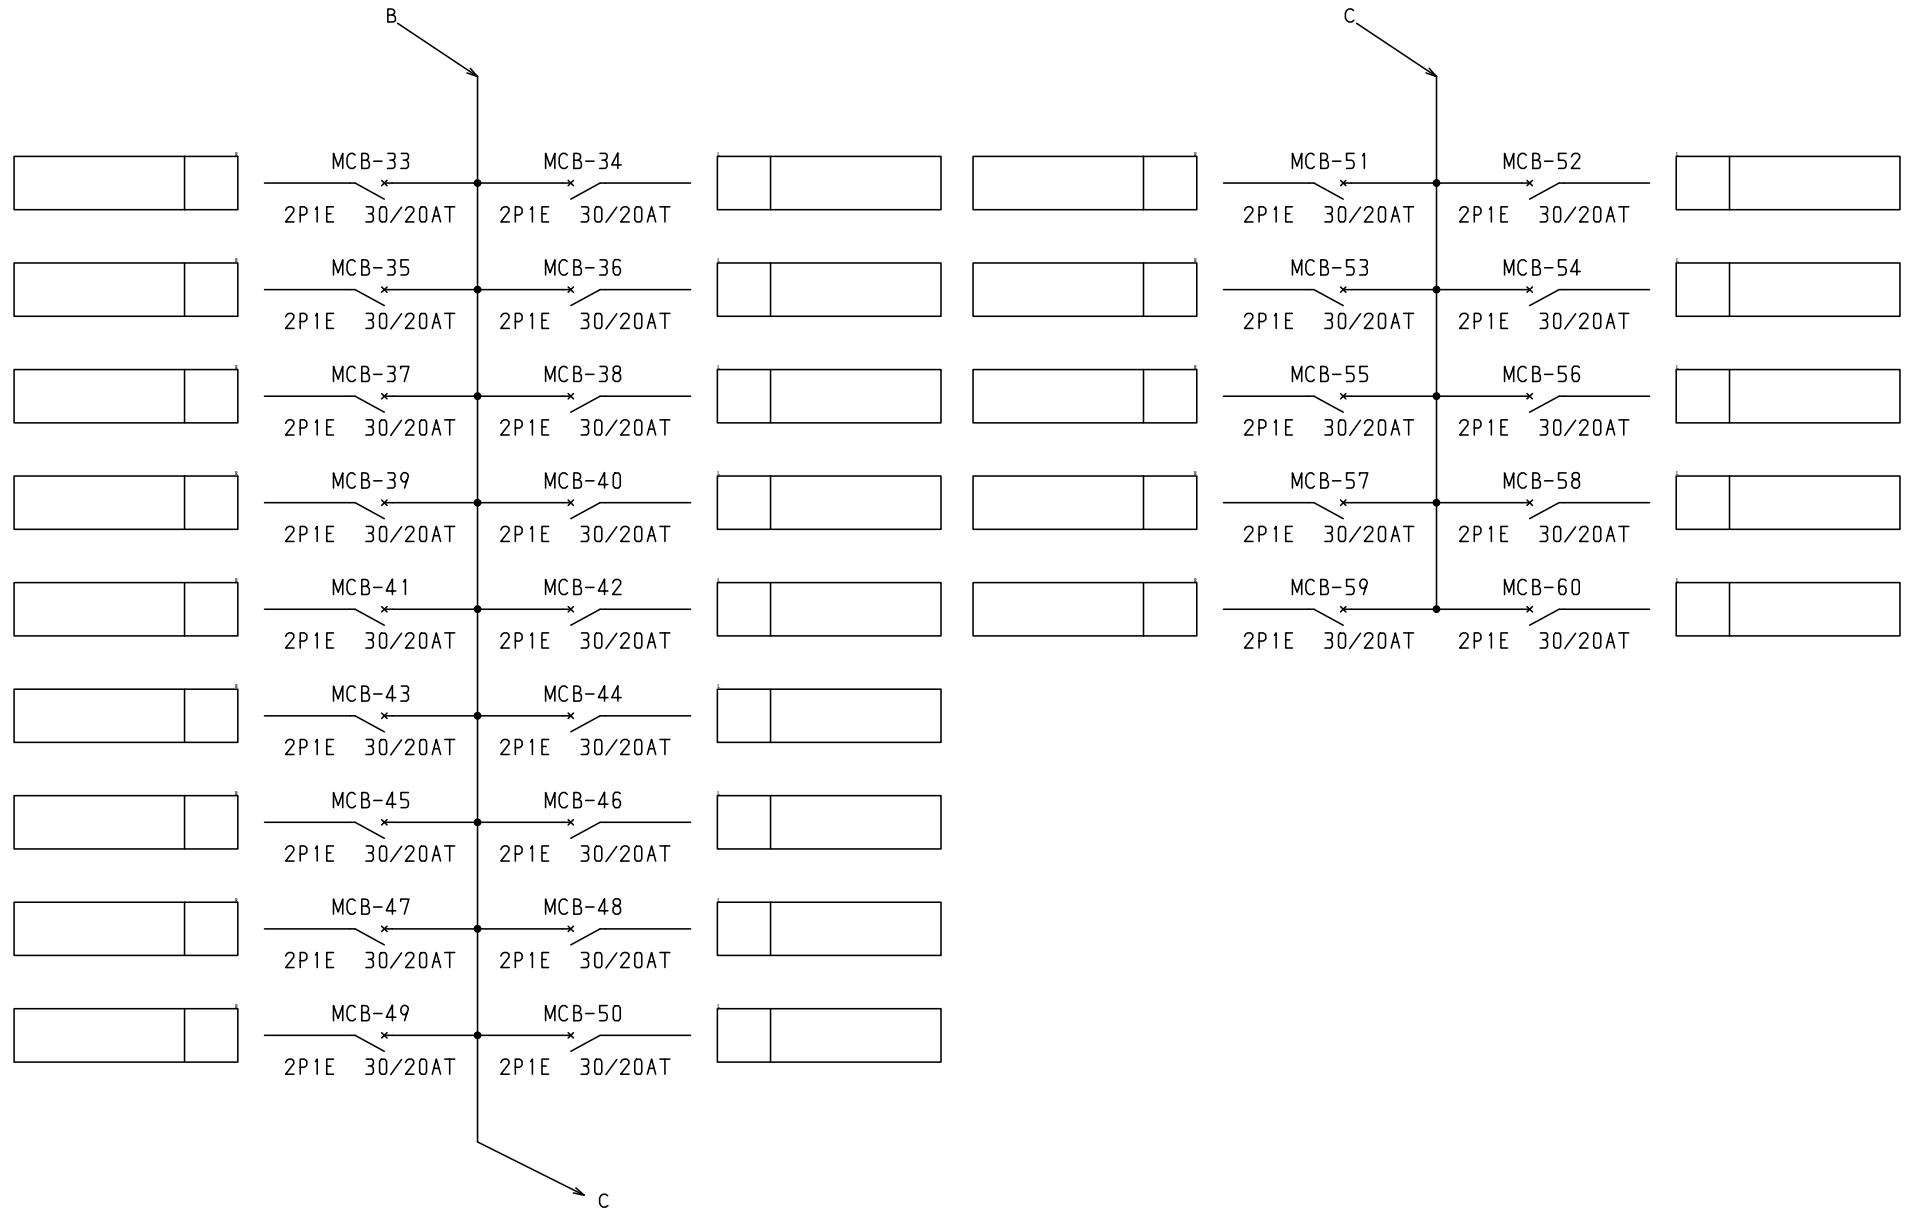 B
C
MCB-33 MCB-34 MCB-51 MCB-52
2P1E 30/20AT 2P1E 30/20AT 2P1E 30/20AT 2P1E 30/20AT
MCB-35 MCB-36 MCB-53 MCB-54
2P1E 30/20AT 2P1E 30/20AT 2P1E 30/20AT 2P1E 30/20AT
MCB-37 MCB-38 MCB-55 MCB-56
2P1E 30/20AT 2P1E 30/20AT 2P1E 30/20AT 2P1E 30/20AT
MCB-39 MCB-40 MCB-57 MCB-58
2P1E 30/20AT 2P1E 30/20AT 2P1E 30/20AT 2P1E 30/20AT
MCB-41 MCB-42 MCB-59 MCB-60
2P1E 30/20AT 2P1E 30/20AT 2P1E 30/20AT 2P1E 30/20AT
MCB-43 MCB-44
2P1E 30/20AT 2P1E 30/20AT
MCB-45 MCB-46
2P1E 30/20AT 2P1E 30/20AT
MCB-47 MCB-48
2P1E 30/20AT 2P1E 30/20AT
MCB-49 MCB-50
2P1E 30/20AT 2P1E 30/20AT
C